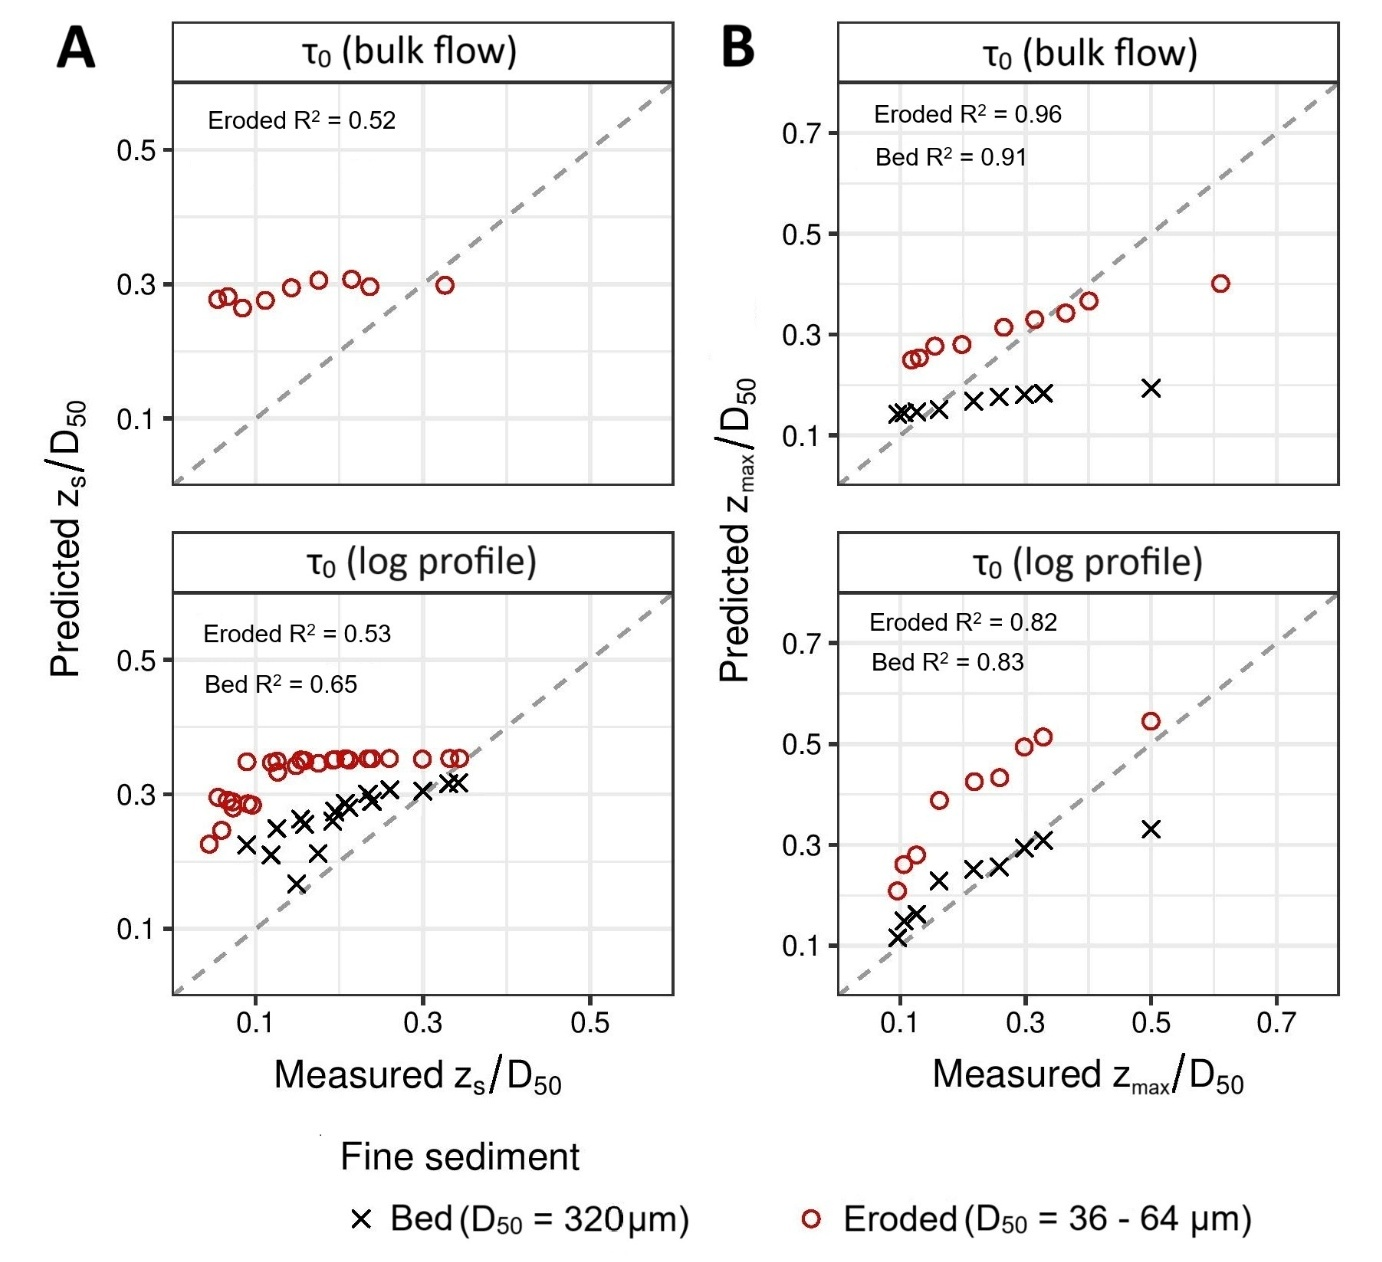 A
τ₀ (bulk flow)
Eroded R² = 0.52
0.5
0.3
0.1
τ₀ (log profile)
Eroded R² = 0.53
Bed R² = 0.65
0.5
0.3
0.1
0.1 0.3 0.5
Predicted zₛ/D₅₀
Measured zₛ/D₅₀
B
τ₀ (bulk flow)
Eroded R² = 0.96
Bed R² = 0.91
0.7
0.5
0.3
0.1
τ₀ (log profile)
Eroded R² = 0.82
Bed R² = 0.83
0.7
0.5
0.3
0.1
0.1 0.3 0.5 0.7
Predicted zₘₐₓ/D₅₀
Measured zₘₐₓ/D₅₀
Fine sediment
Bed (D₅₀ = 320 µm)
Eroded (D₅₀ = 36 - 64 µm)